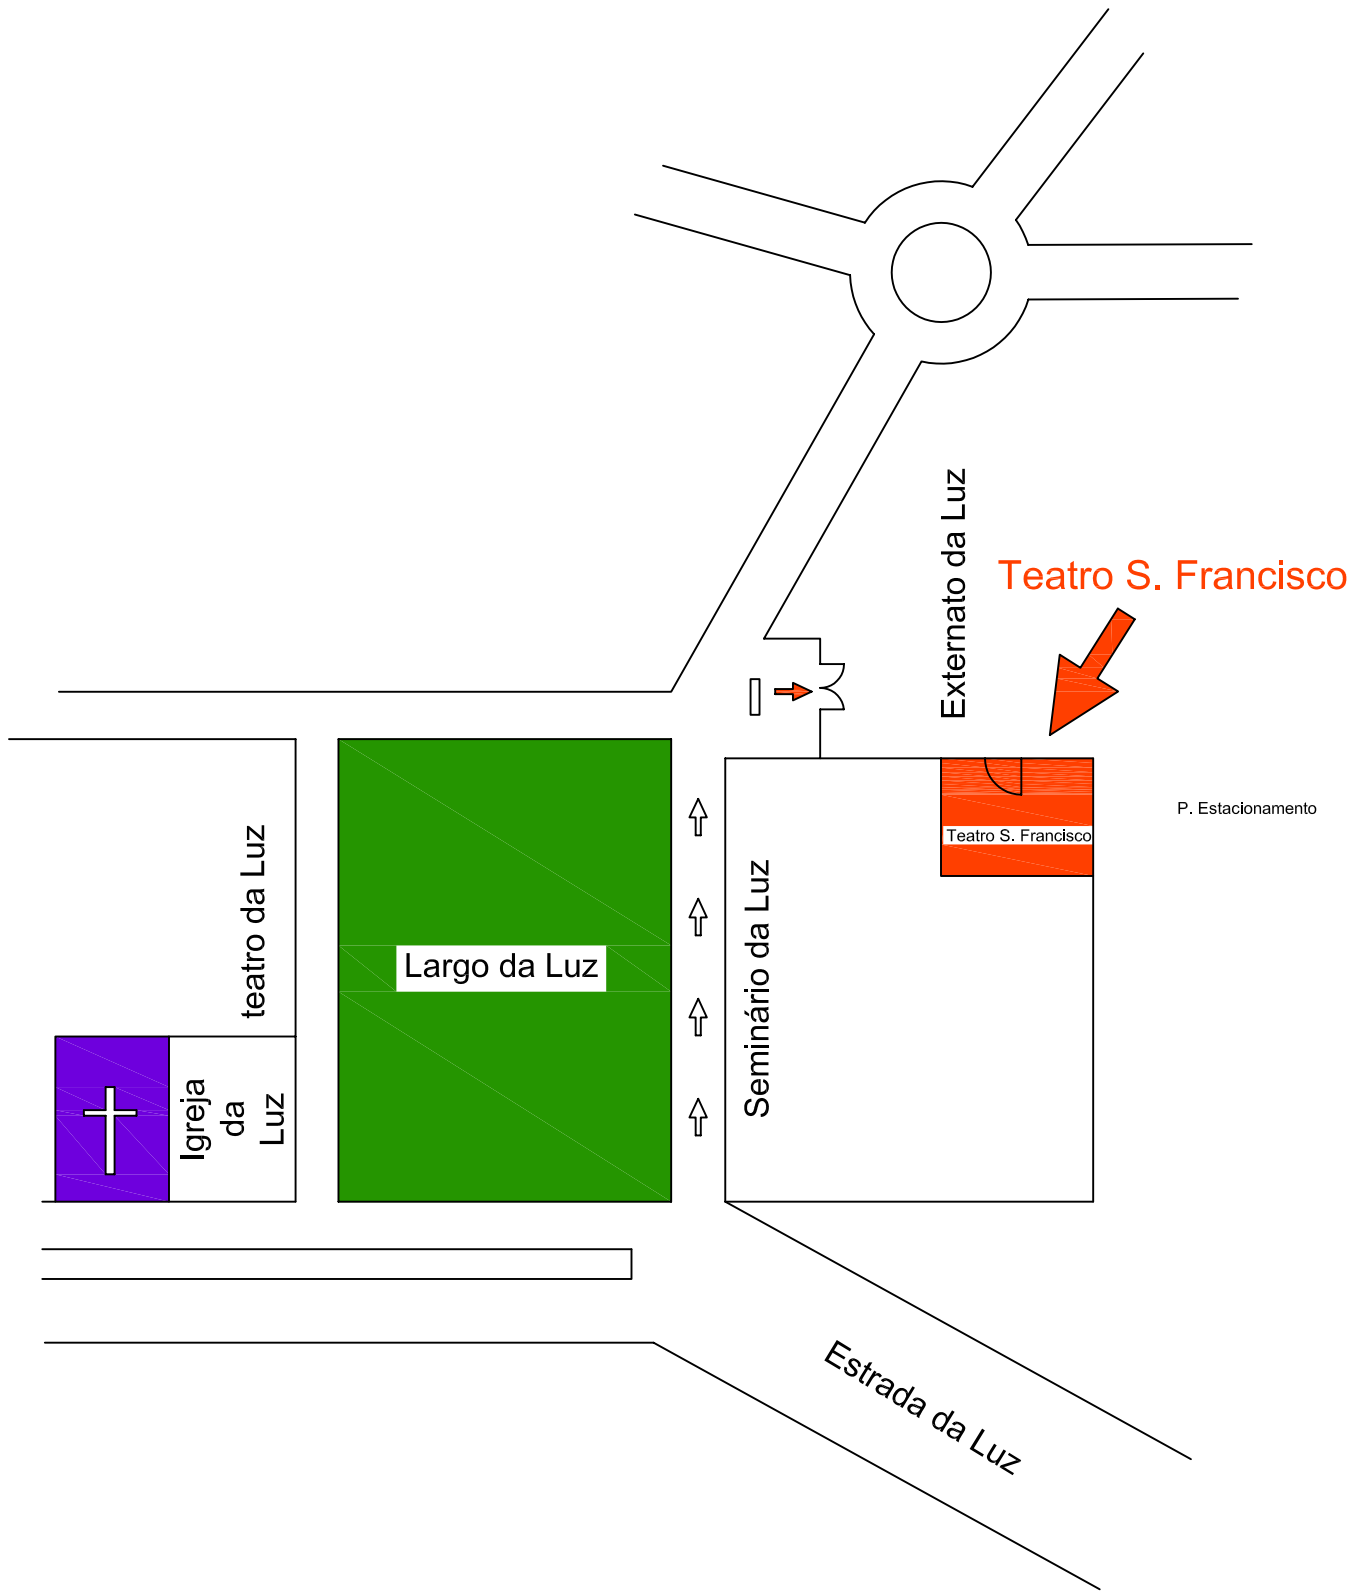 Externato da Luz
Teatro S. Francisco
P. Estacionamento
Teatro S. Francisco
teatro da Luz
Largo da Luz
Seminário da Luz
Igreja
da
Luz
Estrada da Luz